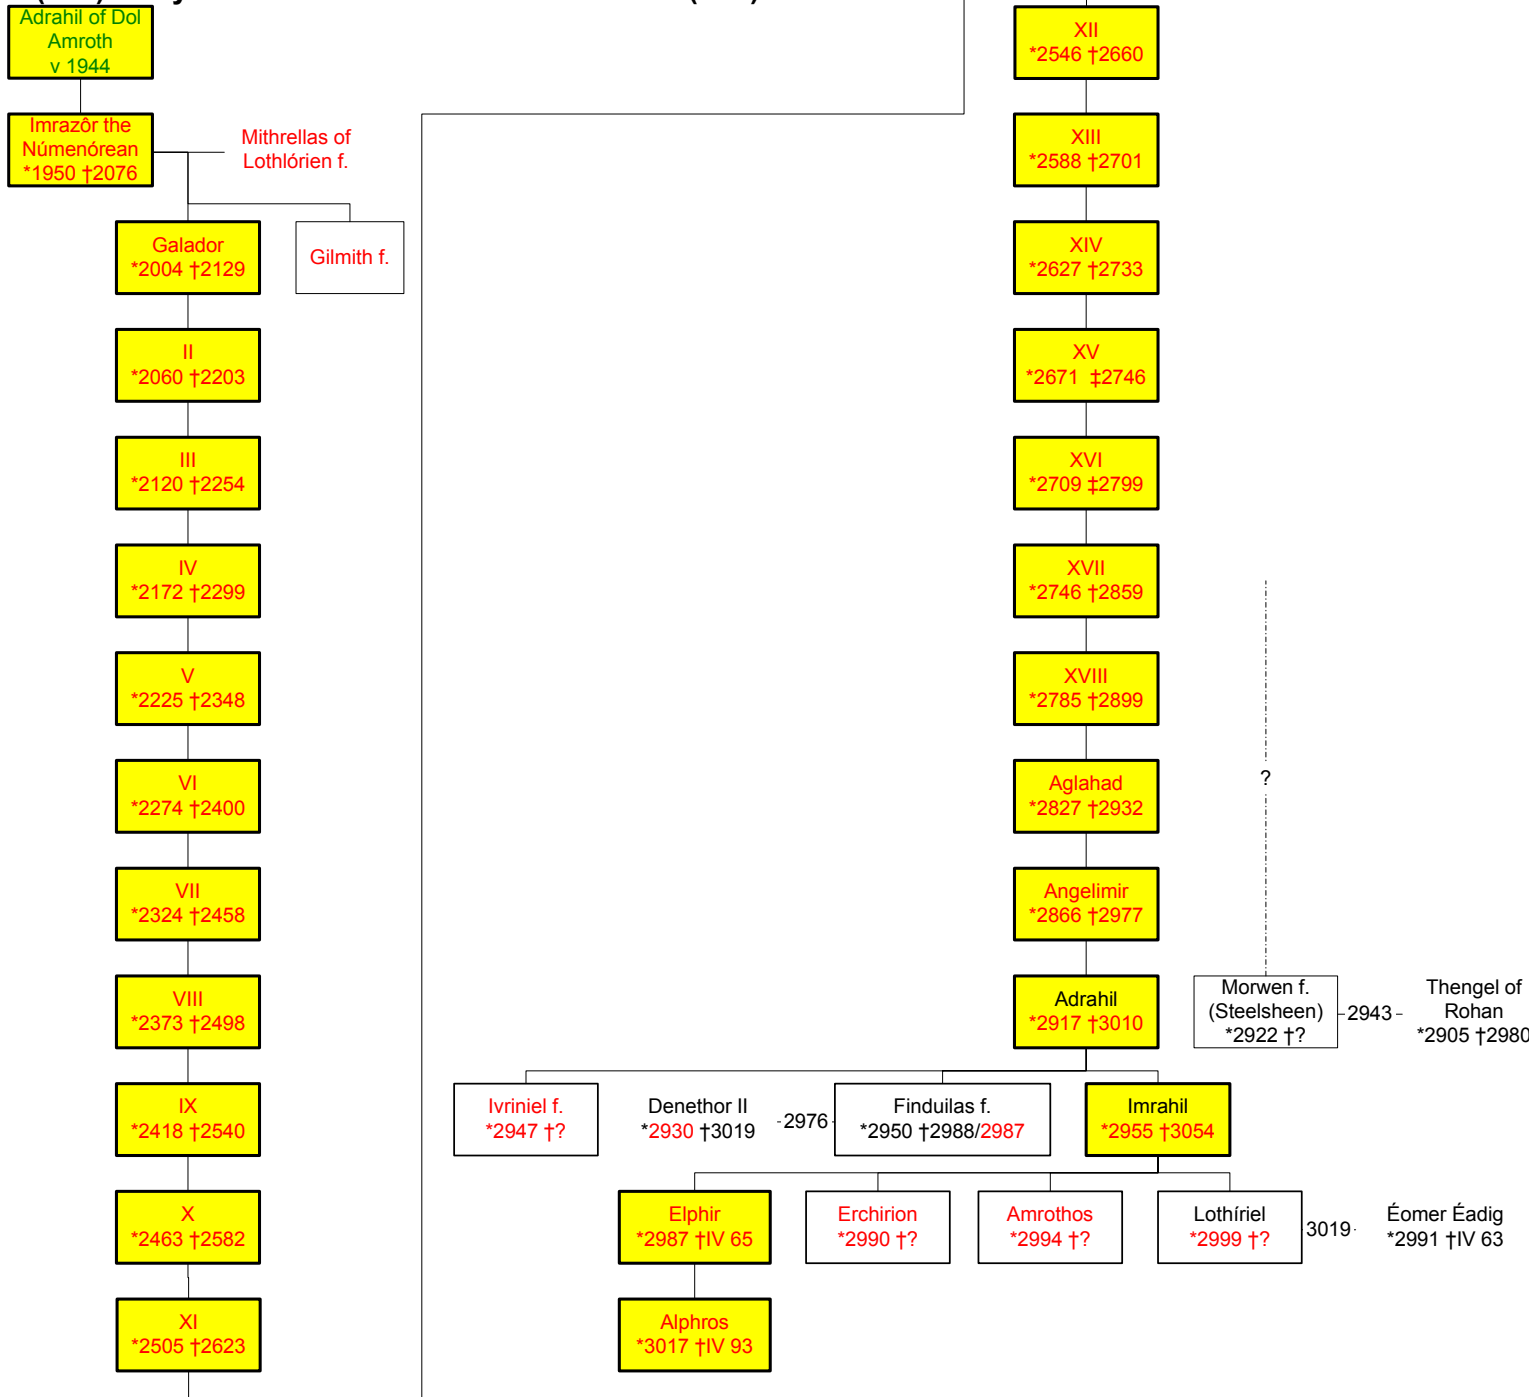 Adrahil of Dol
Amroth
v 1944
Imrazôr the
Númenórean
*1950 †2076
Mithrellas of
Lothlórien f.
Galador
*2004 †2129
Gilmith f.
II
*2060 †2203
III
*2120 †2254
IV
*2172 †2299
V
*2225 †2348
VI
*2274 †2400
VII
*2324 †2458
VIII
*2373 †2498
IX
*2418 †2540
X
*2463 †2582
XI
*2505 †2623
XII
*2546 †2660
XIII
*2588 †2701
XIV
*2627 †2733
XV
*2671 ‡2746
XVI
*2709 ‡2799
XVII
*2746 †2859
XVIII
*2785 †2899
Aglahad
*2827 †2932
Angelimir
*2866 †2977
Adrahil
*2917 †3010
?
Morwen f.
(Steelsheen)
*2922 †?
2943
Thengel of
Rohan
*2905 †2980
Ivriniel f.
*2947 †?
Denethor II
*2930 †3019
2976
Finduilas f.
*2950 †2988/2987
Imrahil
*2955 †3054
Elphir
*2987 †IV 65
Erchirion
*2990 †?
Amrothos
*2994 †?
Lothíriel
*2999 †?
3019
Éomer Éadig
*2991 †IV 63
Alphros
*3017 †IV 93